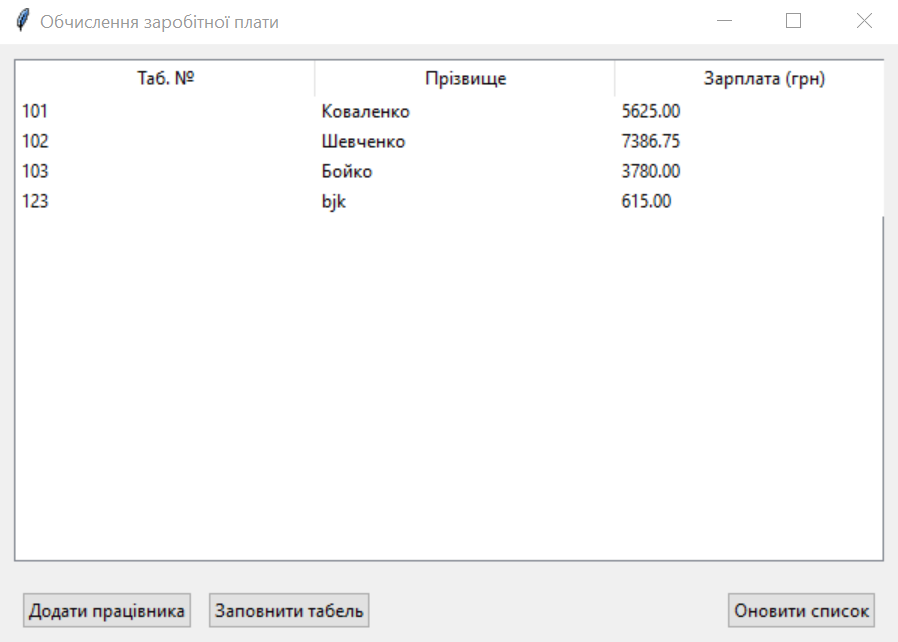 Обчислення заробітної плати
Таб. № Прізвище Зарплата (грн)
101 Коваленко 5625.00
102 Шевченко 7386.75
103 Бойко 3780.00
123 bjk 615.00
Додати працівника Заповнити табель Оновити список